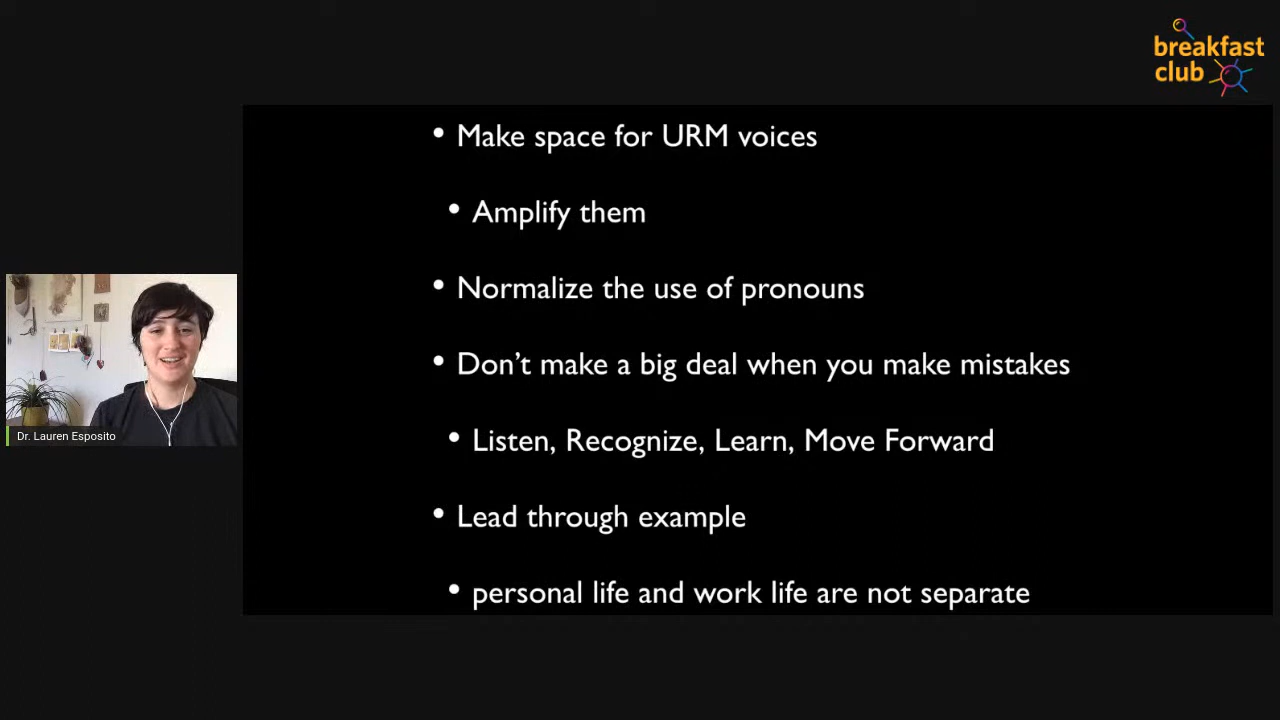 breakfast
club
• Make space for URM voices
• Amplify them
• Normalize the use of pronouns
• Don't make a big deal when you make mistakes
• Listen, Recognize, Learn, Move Forward
• Lead through example
• personal life and work life are not separate
Dr. Lauren Esposito